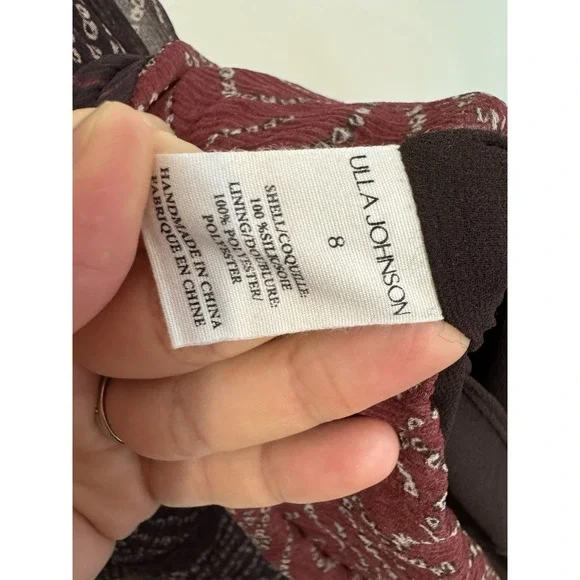 ULLA JOHNSON
8
SHELL/COQUILLE:
100 %SILK/SOIE
LINING/DOUBLURE:
100% POLYESTER/
POLYESTER
HANDMADE IN CHINA
FABRIQUE EN CHINE